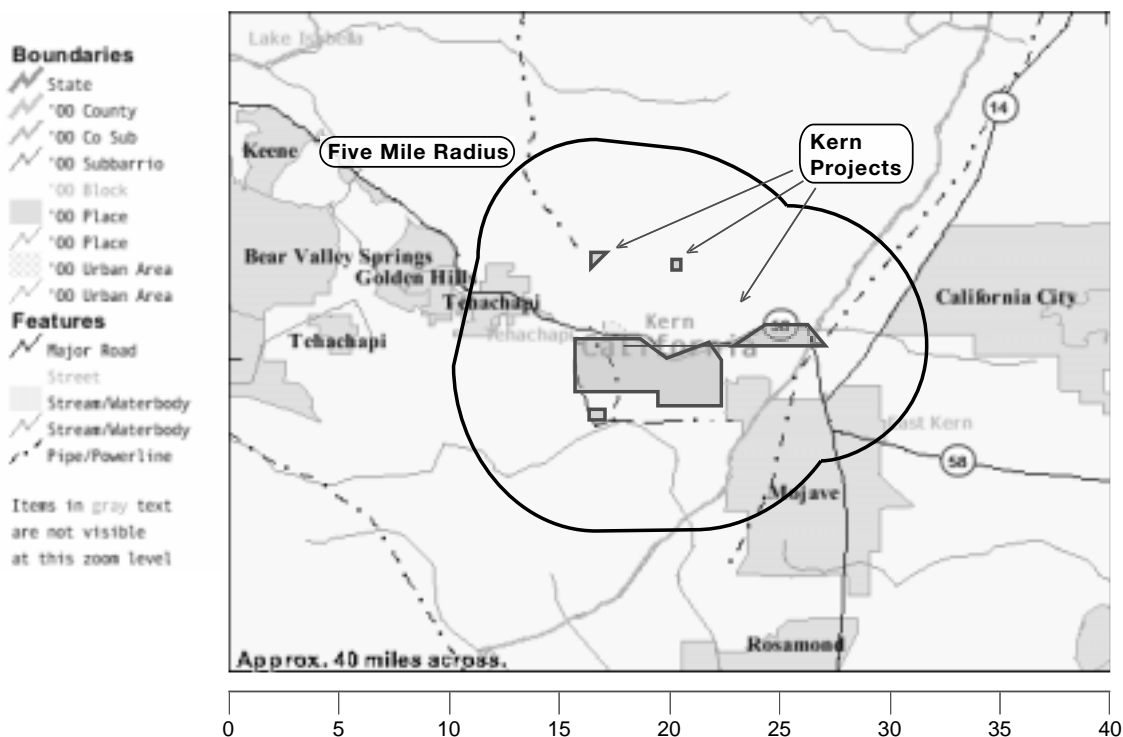 Boundaries
State
'00 County
'00 Co Sub
'00 Subbarrio
'00 Block
'00 Place
'00 Place
'00 Urban Area
'00 Urban Area
Features
Major Road
Street
Stream/Waterbody
Stream/Waterbody
Pipe/Powerline
Items in gray text
are not visible
at this zoom level
Lake Isabella
14
Keene
Five Mile Radius
Kern
Projects
Bear Valley Springs
Golden Hills
Tehachapi
California City
Tehachapi
Tehachapi
Kern
58
California
East Kern
58
Mojave
Rosamond
Approx. 40 miles across.
0 5 10 15 20 25 30 35 40